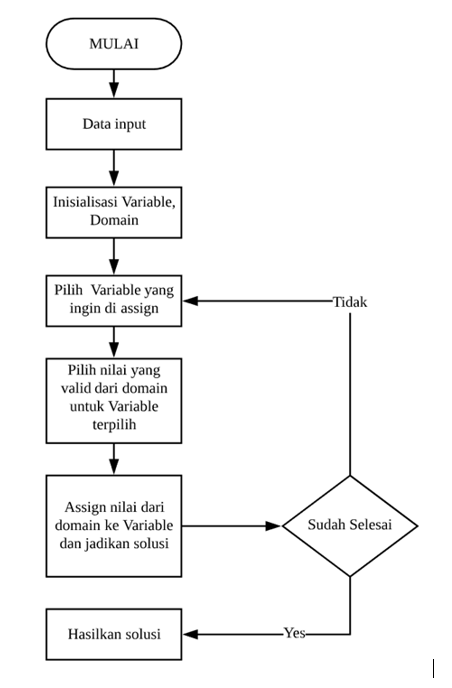 MULAI
Data input
Inisialisasi Variable,
Domain
Pilih Variable yang
ingin di assign
Tidak
Pilih nilai yang
valid dari domain
untuk Variable
terpilih
Assign nilai dari
domain ke Variable
dan jadikan solusi
Sudah Selesai
Yes
Hasilkan solusi